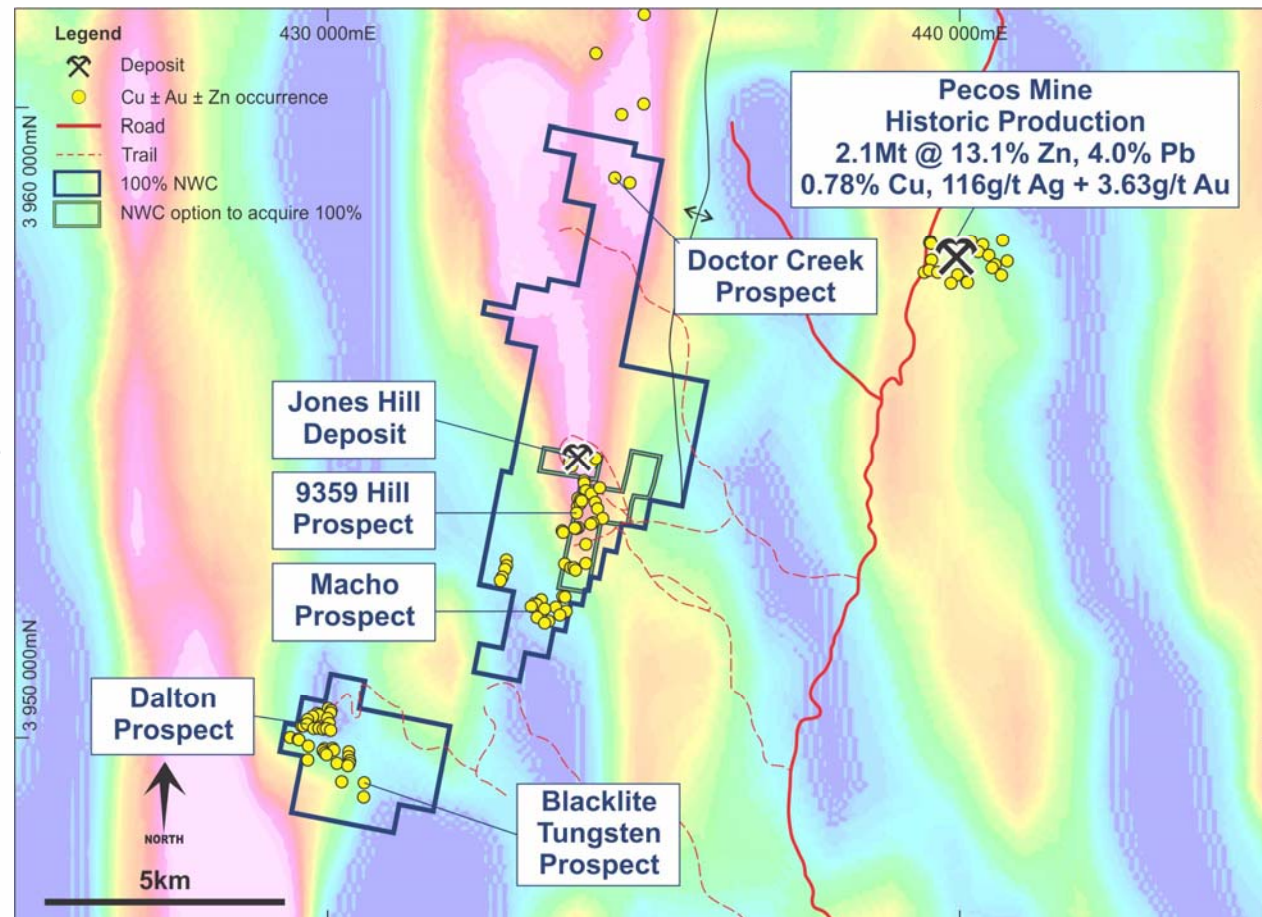 Legend
Deposit
Cu ± Au ± Zn occurrence
Road
Trail
100% NWC
NWC option to acquire 100%
430 000mE
440 000mE
3 960 000mN
3 950 000mN
Pecos Mine
Historic Production
2.1Mt @ 13.1% Zn, 4.0% Pb
0.78% Cu, 116g/t Ag + 3.63g/t Au
Doctor Creek
Prospect
Jones Hill
Deposit
9359 Hill
Prospect
Macho
Prospect
Dalton
Prospect
Blacklite
Tungsten
Prospect
NORTH
5km